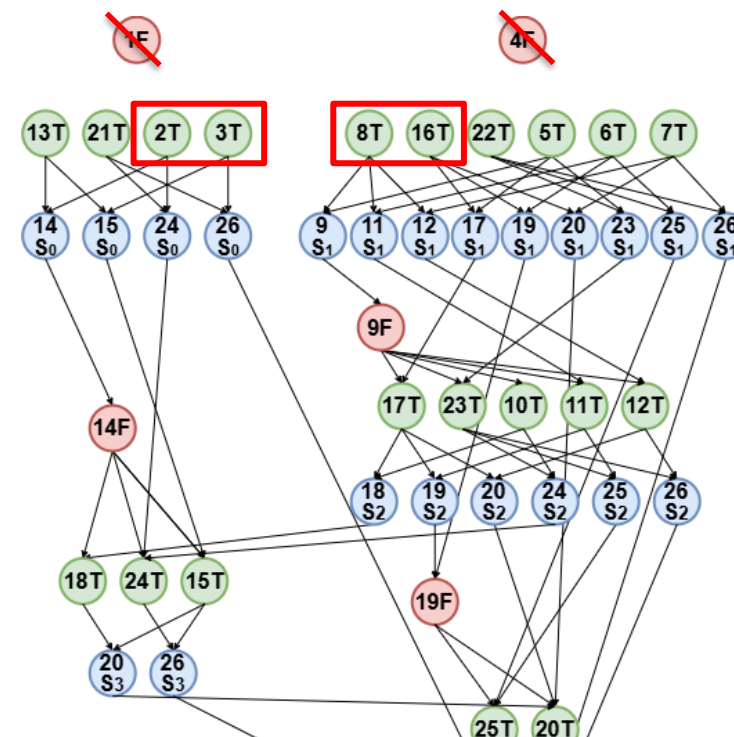 1F 4F
13T 21T 2T 3T 8T 16T 22T 5T 6T 7T
14 15 24 26 9 11 12 17 19 20 23 25 26
S0 S0 S0 S0 S1 S1 S1 S1 S1 S1 S1 S1 S1
9F
17T 23T 10T 11T 12T
14F
18 19 20 24 25 26
S2 S2 S2 S2 S2 S2
18T 24T 15T
19F
20 26
S3 S3
25T 20T